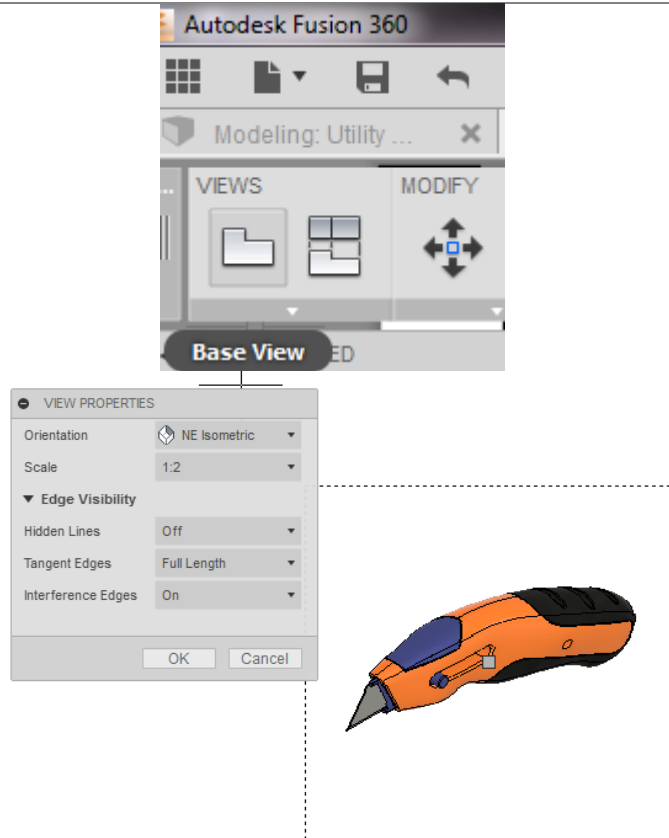 Autodesk Fusion 360
Modeling: Utility ...
...
VIEWS
MODIFY
Base View
ED
VIEW PROPERTIES
Orientation NE Isometric
Scale 1:2
Edge Visibility
Hidden Lines Off
Tangent Edges Full Length
Interference Edges On
OK Cancel